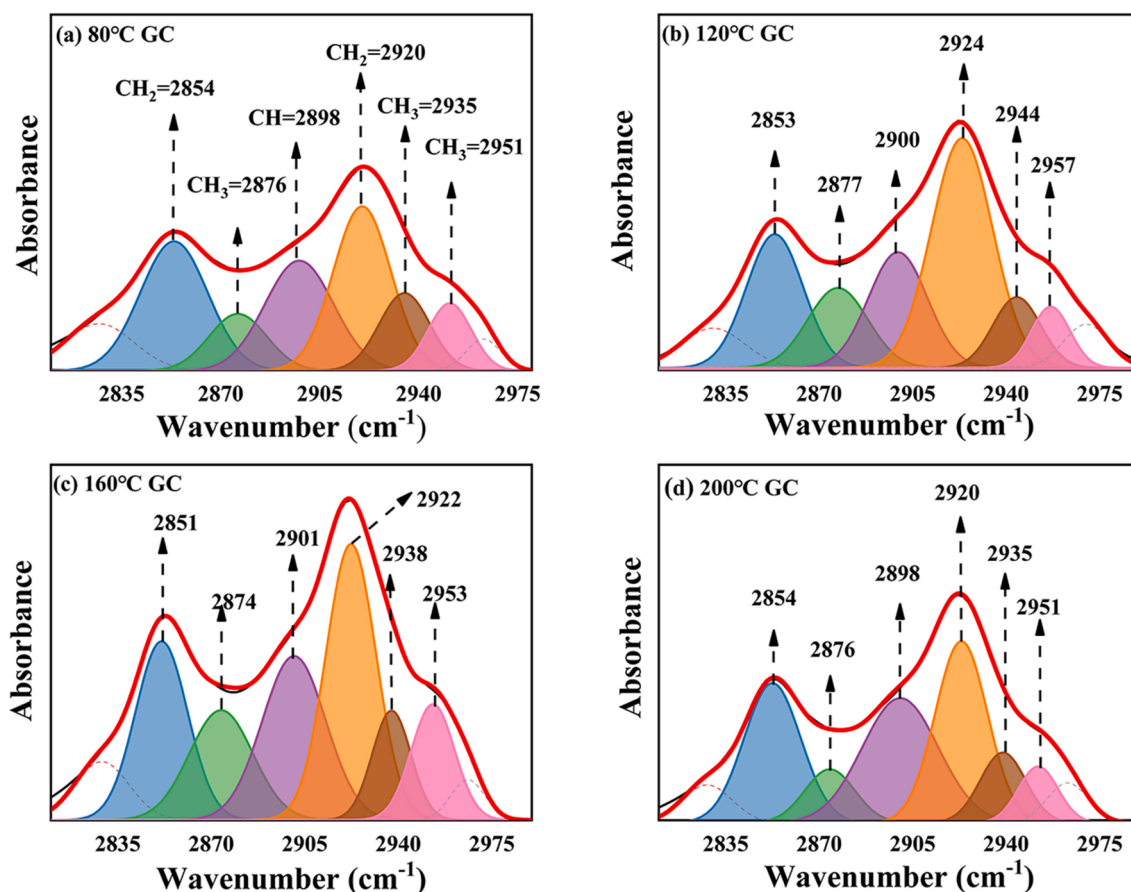 (a) 80℃ GC
CH₂=2920
CH₂=2854
CH=2898
CH₃=2935
CH₃=2951
CH₃=2876
Absorbance
2835 2870 2905 2940 2975
Wavenumber (cm⁻¹)
(b) 120℃ GC
2924
2853
2944
2900
2957
2877
Absorbance
2835 2870 2905 2940 2975
Wavenumber (cm⁻¹)
(c) 160℃ GC
2922
2851
2901
2938
2953
2874
Absorbance
2835 2870 2905 2940 2975
Wavenumber (cm⁻¹)
(d) 200℃ GC
2920
2935
2898
2854
2951
2876
Absorbance
2835 2870 2905 2940 2975
Wavenumber (cm⁻¹)